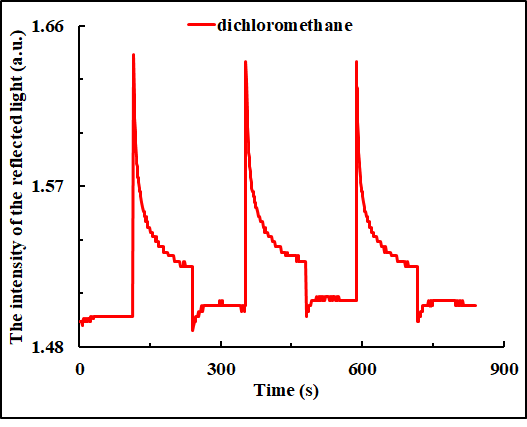 dichloromethane
The intensity of the reflected light (a.u.)
1.66
1.57
1.48
0 300 600 900
Time (s)